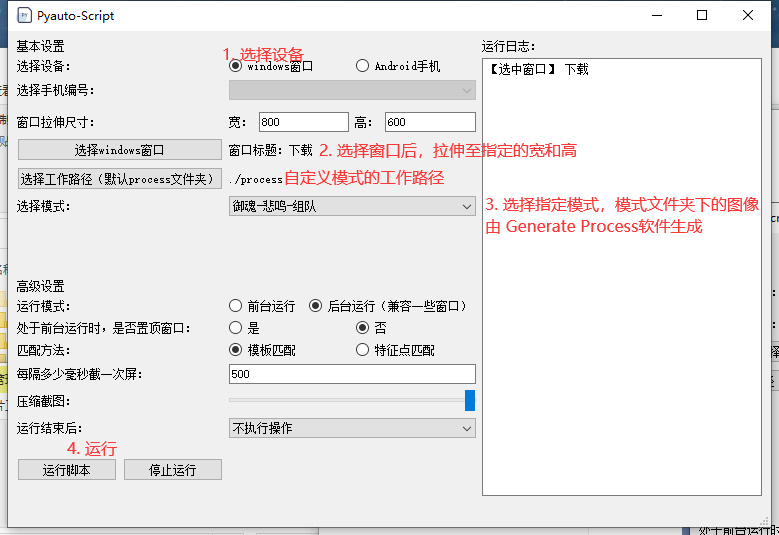 Pyauto-Script
基本设置
1. 选择设备
选择设备：
windows窗口
Android手机
选择手机编号：
窗口拉伸尺寸：
宽：
800
高：
600
选择windows窗口
窗口标题：下载
2. 选择窗口后，拉伸至指定的宽和高
选择工作路径（默认process文件夹）
./process
自定义模式的工作路径
选择模式：
御魂-悲鸣-组队
高级设置
运行模式：
前台运行
后台运行（兼容一些窗口）
处于前台运行时，是否置顶窗口：
是
否
匹配方法：
模板匹配
特征点匹配
每隔多少毫秒截一次屏：
500
压缩截图：
运行结束后：
不执行操作
4. 运行
运行脚本
停止运行
运行日志：
【选中窗口】 下载
3. 选择指定模式，模式文件夹下的图像
由 Generate Process软件生成